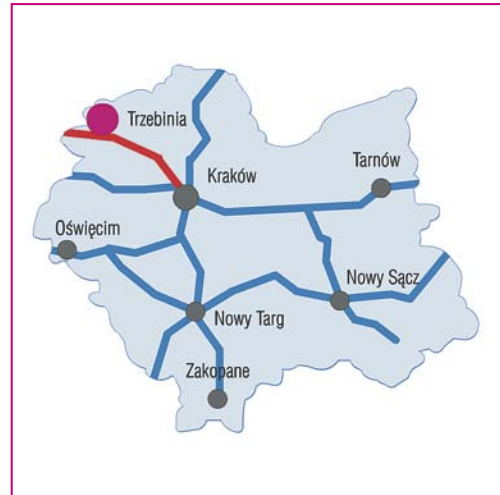 Trzebinia
Tarnów
Kraków
Oświęcim
Nowy Sącz
Nowy Targ
Zakopane